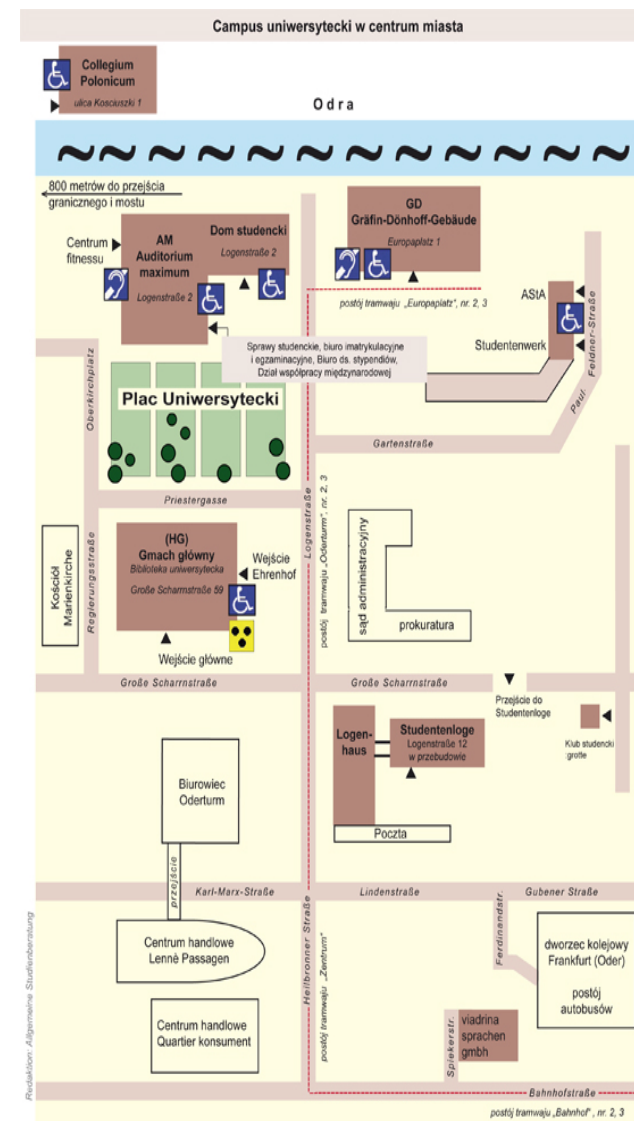 Campus uniwersytecki w centrum miasta
Collegium
Polonicum
ulica Kosciuszki 1
Odra
800 metrów do przejścia
granicznego i mostu
Centrum
fitnessu
AM
Auditorium
maximum
Logenstraße 2
Dom studencki
Logenstraße 2
GD
Gräfin-Dönhoff-Gebäude
Europaplatz 1
postój tramwaju „Europaplatz", nr. 2, 3
AStA
Studentenwerk
Paul-Feldner-Straße
Sprawy studenckie, biuro imatrykulacyjne
i egzaminacyjne, Biuro ds. stypendiów,
Dział współpracy międzynarodowej
Oberkirchplatz
Plac Uniwersytecki
Gartenstraße
Priestergasse
Logenstraße
postój tramwaju „Oderturm", nr. 2, 3
Kościół
Marienkirche
Regierungsstraße
(HG)
Gmach główny
Biblioteka uniwersytecka
Große Scharrnstraße 59
Wejście
Ehrenhof
Wejście główne
sąd administracyjny
prokuratura
Große Scharrnstraße
Große Scharrnstraße
Przejście do
Studentenloge
Logen-
haus
Studentenloge
Logenstraße 12
w przebudowie
Klub studencki
grotte
Poczta
Biurowiec
Oderturm
przejście
Karl-Marx-Straße
Lindenstraße
Gubener Straße
Centrum handlowe
Lennè Passagen
Heilbronner Straße
postój tramwaju „Zentrum"
Ferdinandstr.
dworzec kolejowy
Frankfurt (Oder)
postój
autobusów
Centrum handlowe
Quartier konsument
Spiekerstr.
viadrina
sprachen
gmbh
Bahnhofstraße
postój tramwaju „Bahnhof" , nr. 2, 3
Redaktion: Allgemeine Studienberatung